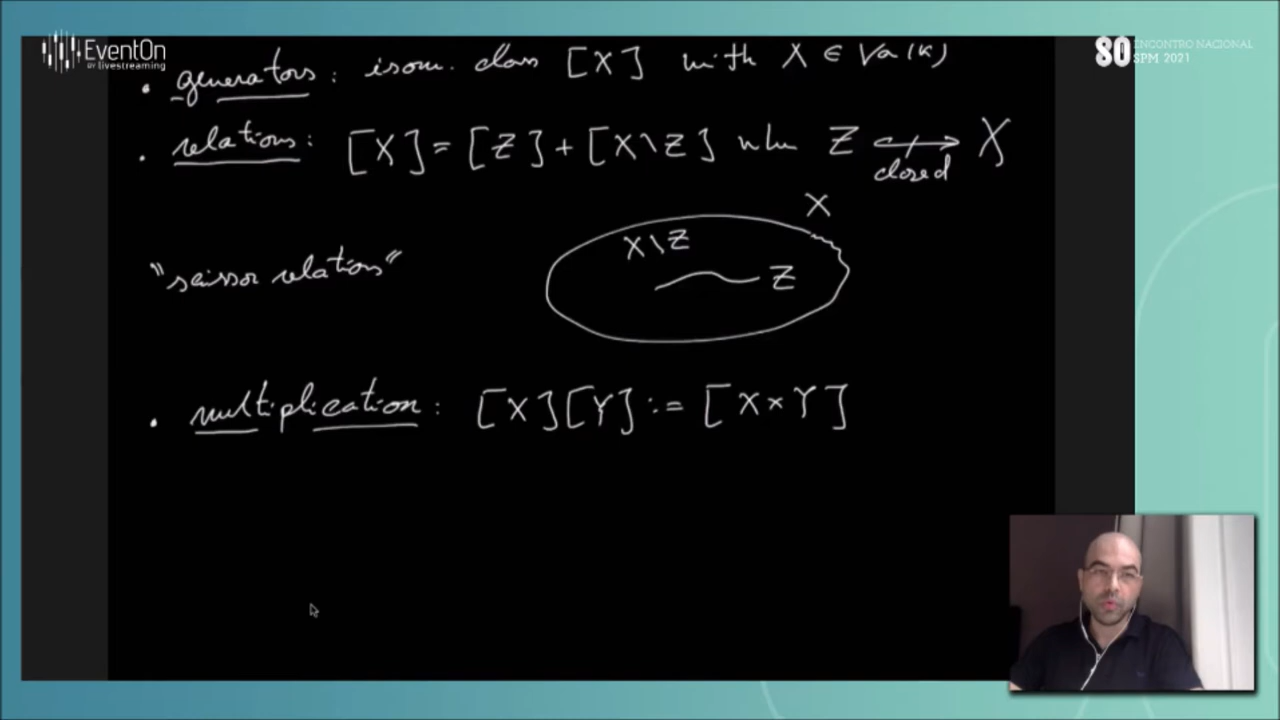 EventOn
BY livestreaming
80 ENCONTRO NACIONAL
SPM 2021
• generators : isom. class [X] with X ∈ Var(k)
• relations : [X] = [Z] + [X\Z] when Z ↪ X
closed
X
X\Z
Z
"scissor relations"
• multiplication : [X][Y] := [X×Y]